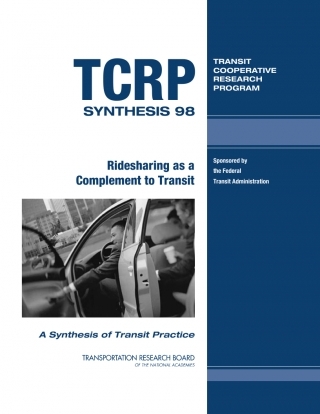 TCRP
SYNTHESIS 98
TRANSIT
COOPERATIVE
RESEARCH
PROGRAM
Ridesharing as a
Complement to Transit
Sponsored by
the Federal
Transit Administration
A Synthesis of Transit Practice
TRANSPORTATION RESEARCH BOARD
OF THE NATIONAL ACADEMIES